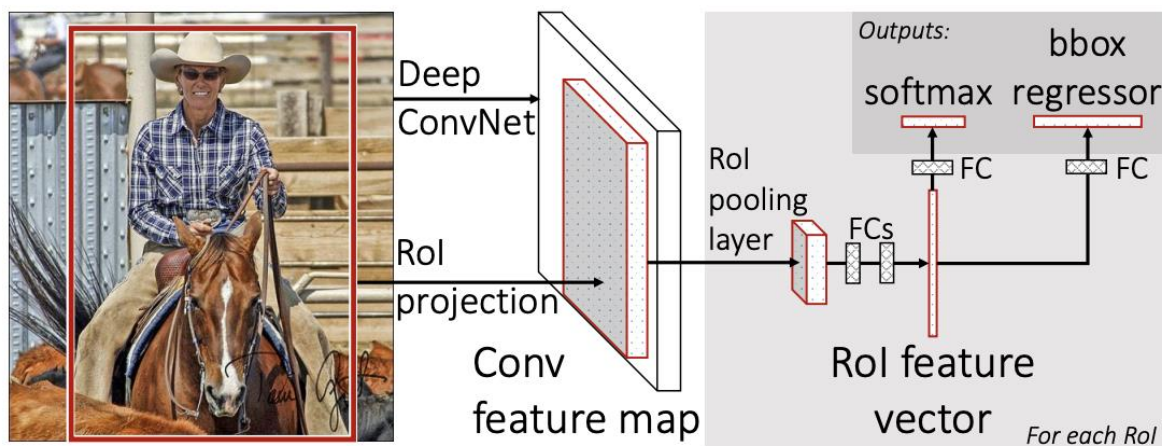 Deep
ConvNet
RoI
projection
Conv
feature map
RoI
pooling
layer
FCs
RoI feature
vector
Outputs:
softmax
bbox
regressor
FC
FC
For each RoI